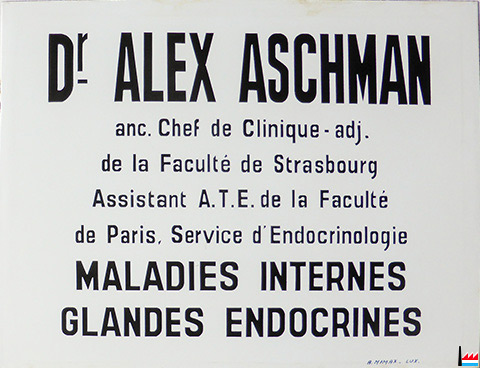 Dr ALEX ASCHMAN
anc. Chef de Clinique - adj.
de la Faculté de Strasbourg
Assistant A.T.E. de la Faculté
de Paris, Service d'Endocrinologie
MALADIES INTERNES
GLANDES ENDOCRINES